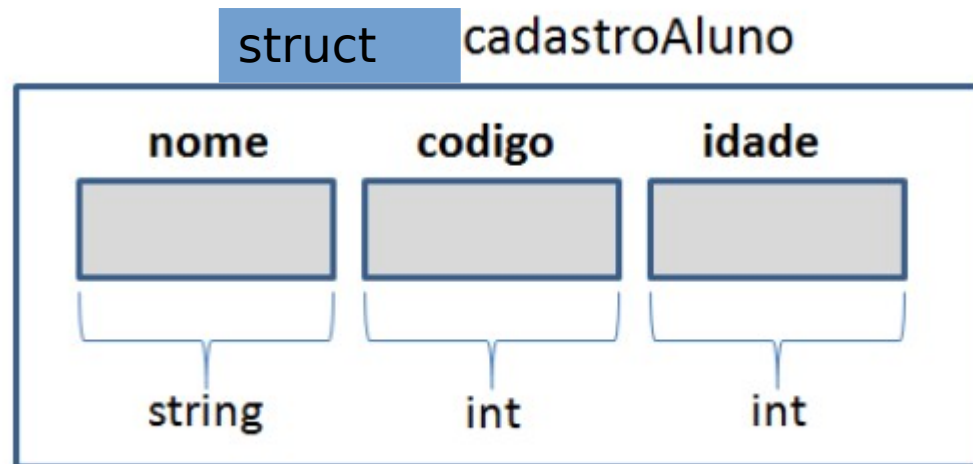 struct cadastroAluno
nome codigo idade
string int int